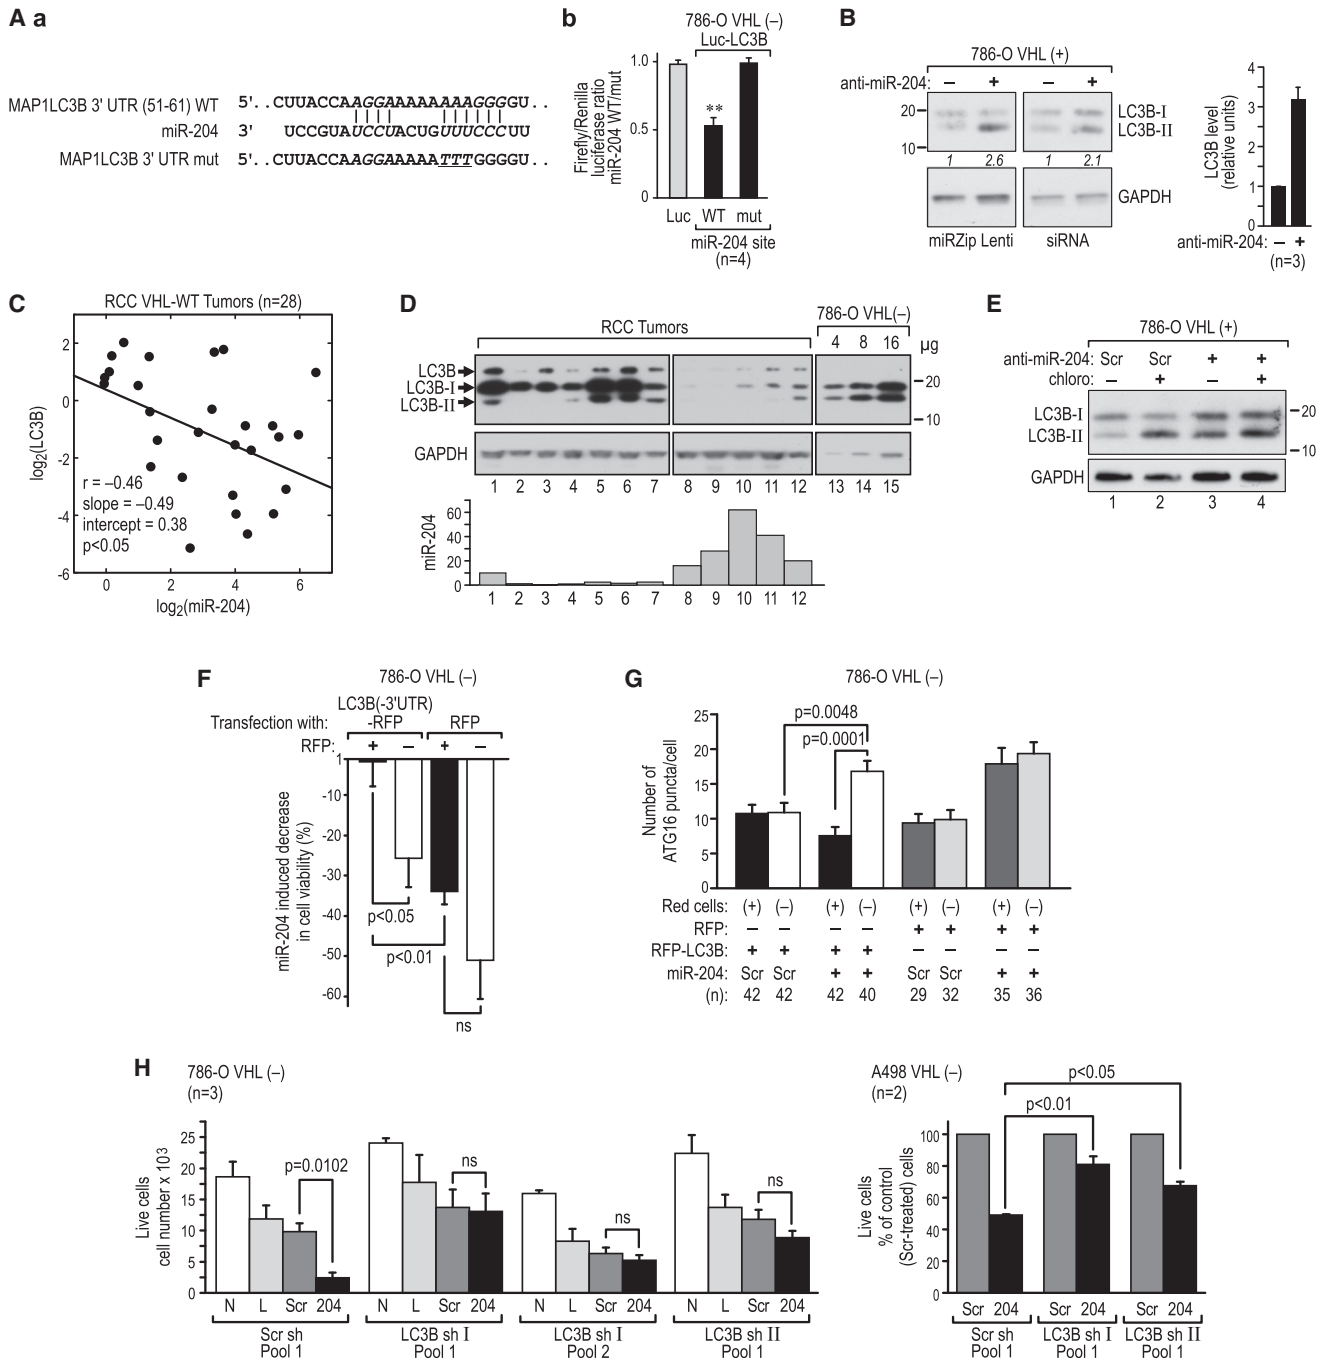 A a
MAP1LC3B 3' UTR (51-61) WT 5'. . CUUACCAAGGAAAAAAAAGGGGU . .
miR-204 3' UCCGUAUCCUACUGUUUCCCUU
MAP1LC3B 3' UTR mut 5'. . CUUACCAAGGAAAAATTTGGGGU . .
b
786-O VHL (–)
Luc-LC3B
Firefly/Renilla
luciferase ratio
miR-204 WT/mut
1.0
0.5
0
**
Luc WT mut
miR-204 site
(n=4)
B
786-O VHL (+)
anti-miR-204: – + – +
20
10
LC3B-I
LC3B-II
1 2.6 1 2.1
GAPDH
miRZip Lenti siRNA
LC3B level
(relative units)
4
3
2
1
0
anti-miR-204: – +
(n=3)
C
RCC VHL-WT Tumors (n=28)
log2(LC3B)
2
0
-2
-4
-6
r = –0.46
slope = –0.49
intercept = 0.38
p<0.05
0 2 4 6
log2(miR-204)
D
RCC Tumors
786-O VHL(–)
4 8 16 µg
LC3B
LC3B-I
LC3B-II
20
10
GAPDH
1 2 3 4 5 6 7 8 9 10 11 12 13 14 15
miR-204
60
40
20
0
1 2 3 4 5 6 7 8 9 10 11 12
E
786-O VHL (+)
anti-miR-204: Scr Scr + +
chloro: – + – +
LC3B-I
LC3B-II
20
10
GAPDH
1 2 3 4
F
786-O VHL (–)
LC3B(-3'UTR)
Transfection with: -RFP RFP
RFP: + – + –
miR-204 induced decrease
in cell viability (%)
1
-10
-20
-30
-40
-50
-60
p<0.05
p<0.01
ns
G
786-O VHL (–)
Number of
ATG16 puncta/cell
25
20
15
10
5
0
p=0.0048
p=0.0001
Red cells: (+) (–) (+) (–) (+) (–) (+) (–)
RFP: – – – – + + + +
RFP-LC3B: + + + + – – – –
miR-204: Scr Scr + + Scr Scr + +
(n): 42 42 42 40 29 32 35 36
H
786-O VHL (–)
(n=3)
Live cells
cell number x 10³
25
20
15
10
5
0
p=0.0102
ns
ns
ns
N L Scr 204 N L Scr 204 N L Scr 204 N L Scr 204
Scr sh LC3B sh I LC3B sh I LC3B sh II
Pool 1 Pool 1 Pool 2 Pool 1
A498 VHL (–)
(n=2)
Live cells
% of control
(Scr-treated) cells
100
80
60
40
20
0
p<0.05
p<0.01
Scr 204 Scr 204 Scr 204
Scr sh LC3B sh I LC3B sh II
Pool 1 Pool 1 Pool 1